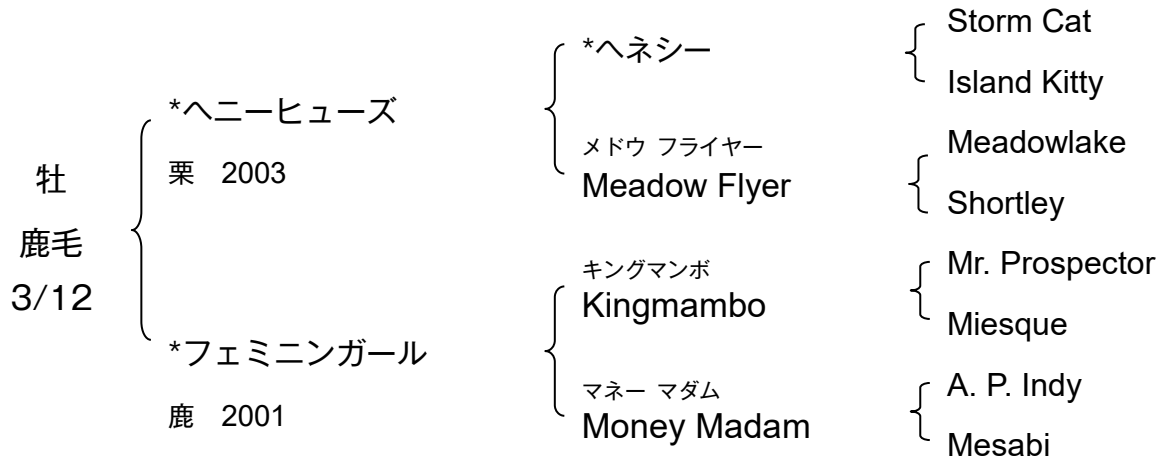 牡
鹿毛
3/12
*ヘニーヒューズ
栗 2003
*フェミニンガール
鹿 2001
*ヘネシー
メドウ フライヤー
Meadow Flyer
キングマンボ
Kingmambo
マネー マダム
Money Madam
Storm Cat
Island Kitty
Meadowlake
Shortley
Mr. Prospector
Miesque
A. P. Indy
Mesabi